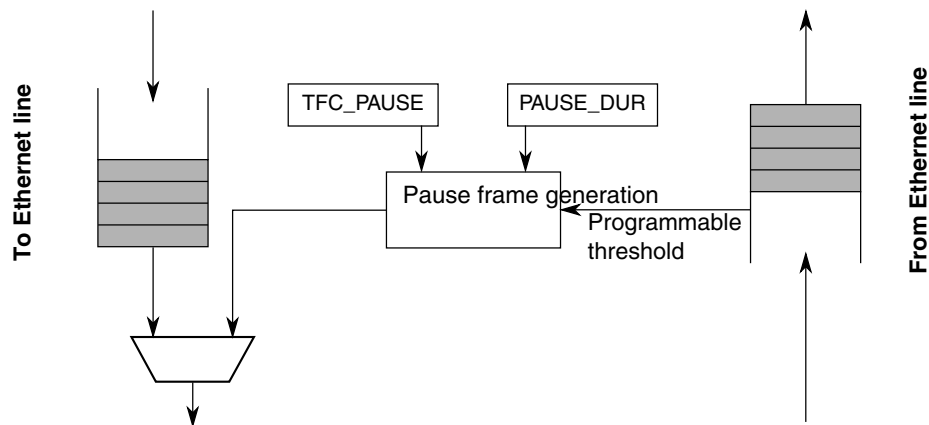 To Ethernet line
TFC_PAUSE
PAUSE_DUR
Pause frame generation
Programmable
threshold
From Ethernet line